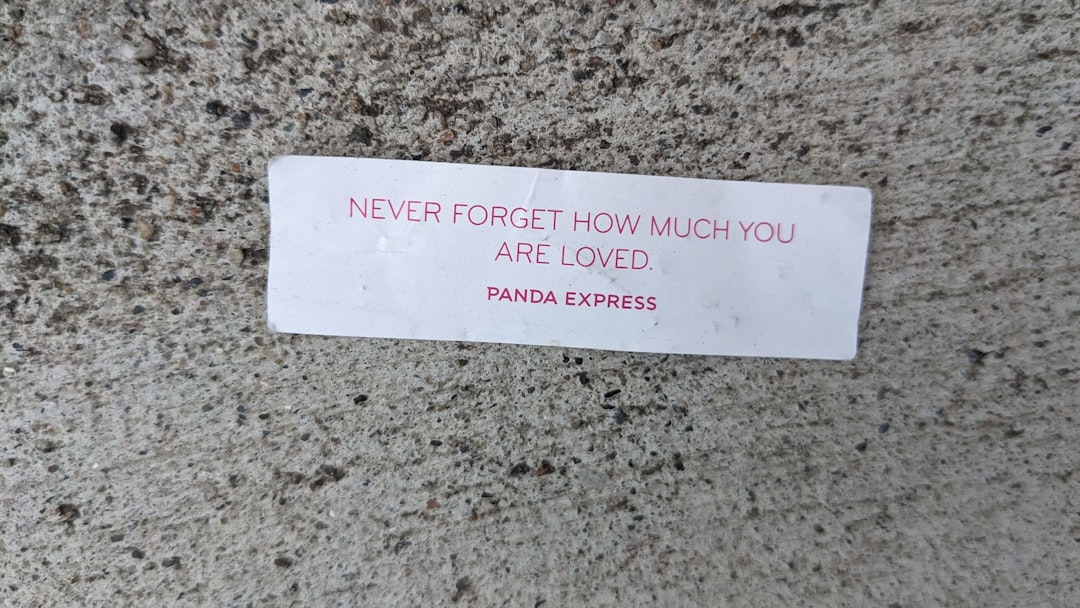 NEVER FORGET HOW MUCH YOU
ARE LOVED.
PANDA EXPRESS